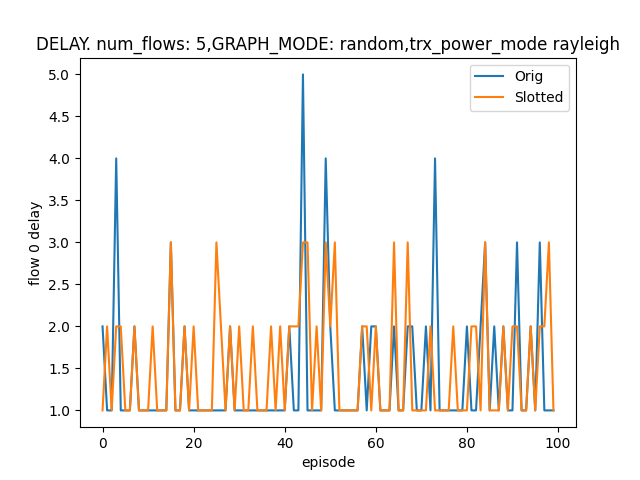 DELAY. num_flows: 5,GRAPH_MODE: random,trx_power_mode rayleigh
Orig
Slotted
5.0
4.5
4.0
3.5
3.0
2.5
2.0
1.5
1.0
flow 0 delay
0 20 40 60 80 100
episode